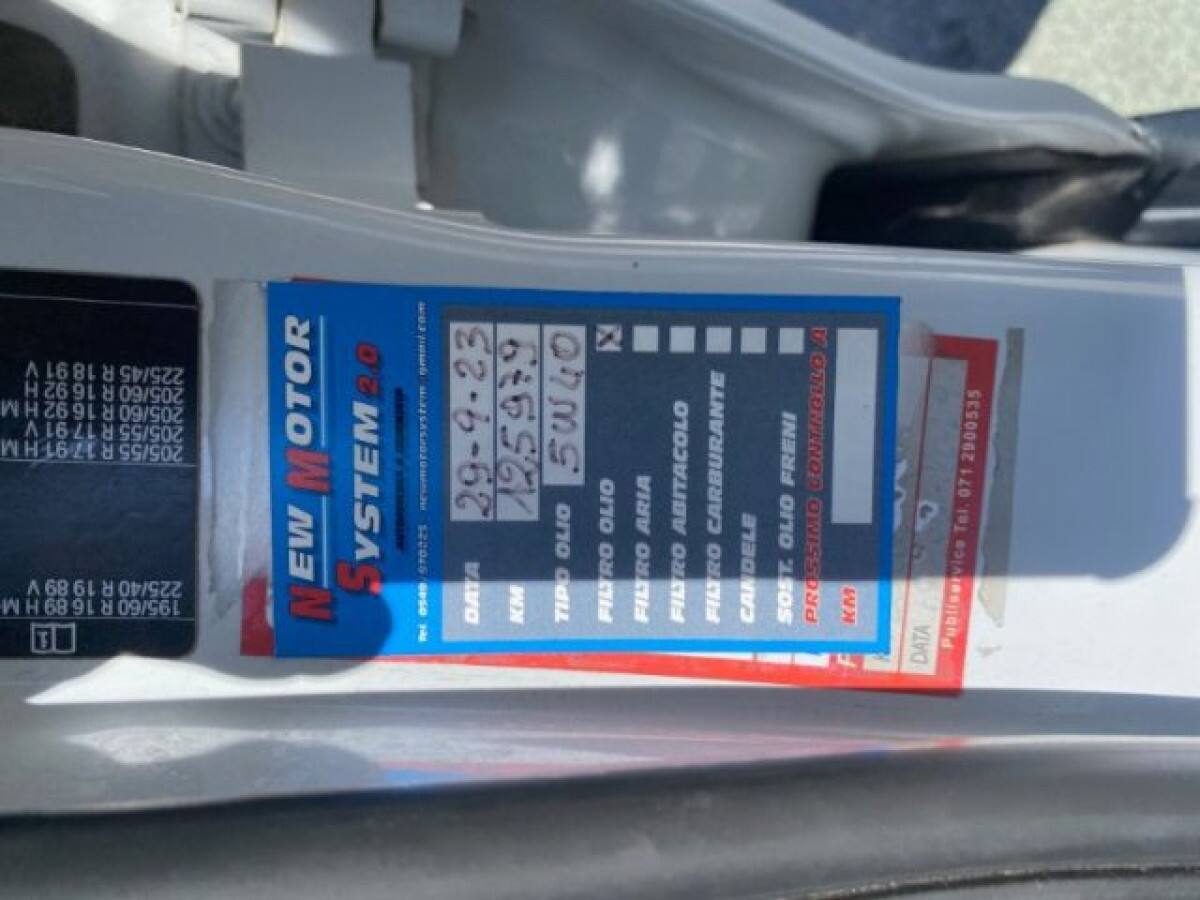 NEW MOTOR
SYSTEM 2.0
DATA 29-9-23
KM 125979
TIPO OLIO 5W40
FILTRO OLIO X
FILTRO ARIA
FILTRO ABITACOLO
FILTRO CARBURANTE
CANDELE
SOST. OLIO FRENI
PROSSIMO CONTROLLO A
KM
DATA
Publiservice Tel. 071 2900535
225/45 R 18 91 V
205/60 R 16 92 H
205/60 R 16 92 H M
205/55 R 17 91 V
205/55 R 17 91 H M
225/40 R 19 89 V
195/60 R 16 89 H M